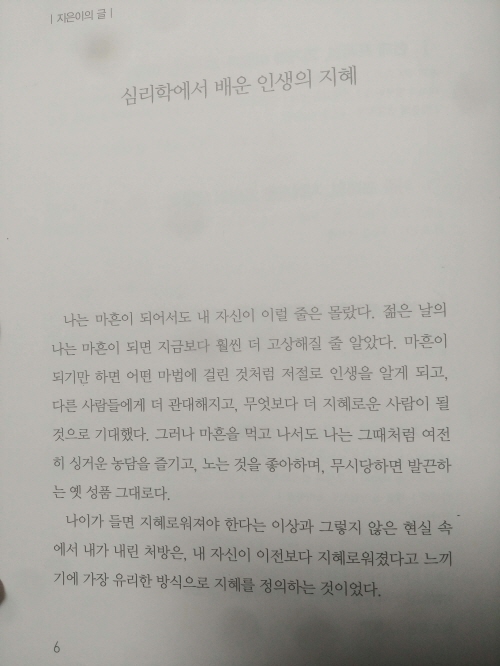 | 지은이의 글 |
심리학에서 배운 인생의 지혜
나는 마흔이 되어서도 내 자신이 이럴 줄은 몰랐다. 젊은 날의
나는 마흔이 되면 지금보다 훨씬 더 고상해질 줄 알았다. 마흔이
되기만 하면 어떤 마법에 걸린 것처럼 저절로 인생을 알게 되고,
다른 사람들에게 더 관대해지고, 무엇보다 더 지혜로운 사람이 될
것으로 기대했다. 그러나 마흔을 먹고 나서도 나는 그때처럼 여전
히 싱거운 농담을 즐기고, 노는 것을 좋아하며, 무시당하면 발끈하
는 옛 성품 그대로다.
나이가 들면 지혜로워져야 한다는 이상과 그렇지 않은 현실 속
에서 내가 내린 처방은, 내 자신이 이전보다 지혜로워졌다고 느끼
기에 가장 유리한 방식으로 지혜를 정의하는 것이었다.
6